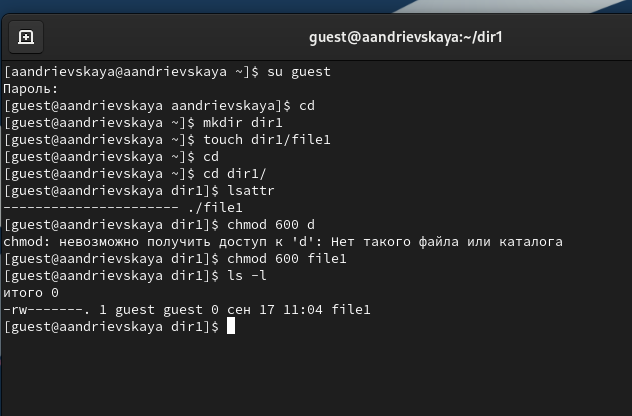 guest@aandrievskaya:~/dir1
[aandrievskaya@aandrievskaya ~]$ su guest
Пароль:
[guest@aandrievskaya aandrievskaya]$ cd
[guest@aandrievskaya ~]$ mkdir dir1
[guest@aandrievskaya ~]$ touch dir1/file1
[guest@aandrievskaya ~]$ cd
[guest@aandrievskaya ~]$ cd dir1/
[guest@aandrievskaya dir1]$ lsattr
---------------------- ./file1
[guest@aandrievskaya dir1]$ chmod 600 d
chmod: невозможно получить доступ к 'd': Нет такого файла или каталога
[guest@aandrievskaya dir1]$ chmod 600 file1
[guest@aandrievskaya dir1]$ ls -l
итого 0
-rw-------. 1 guest guest 0 сен 17 11:04 file1
[guest@aandrievskaya dir1]$